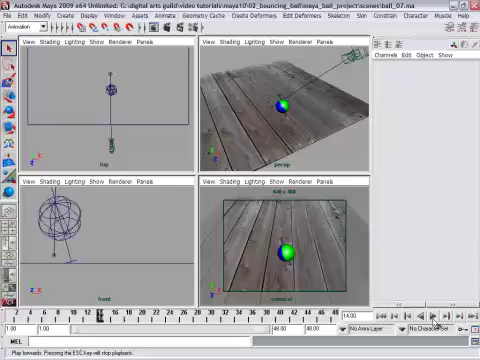 Autodesk Maya 2009 x64 Unlimited: G:\digital arts guild\video tutorials\maya101\02_bouncing_ball\maya_ball_project\scenes\ball_07.ma
File Edit Modify Create Display Window Assets Animate Geometry Cache Create Deformers Edit Deformers Skeleton Skin Constrain Character Muscle Help
Animation
View Shading Lighting Show Renderer Panels
View Shading Lighting Show Renderer Panels
Channels Edit Object Show
top
persp
View Shading Lighting Show Renderer Panels
View Shading Lighting Show Renderer Panels
front
2 4 6 8 10 12 14 16 18 20 22 24 26 28 30 32 34 36 38 40 42 44 46 48
14.00
1.00 1.00 48.00 48.00 No Anim Layer No Character Set
MEL
Play forwards. Pressing the ESC key will stop playback.